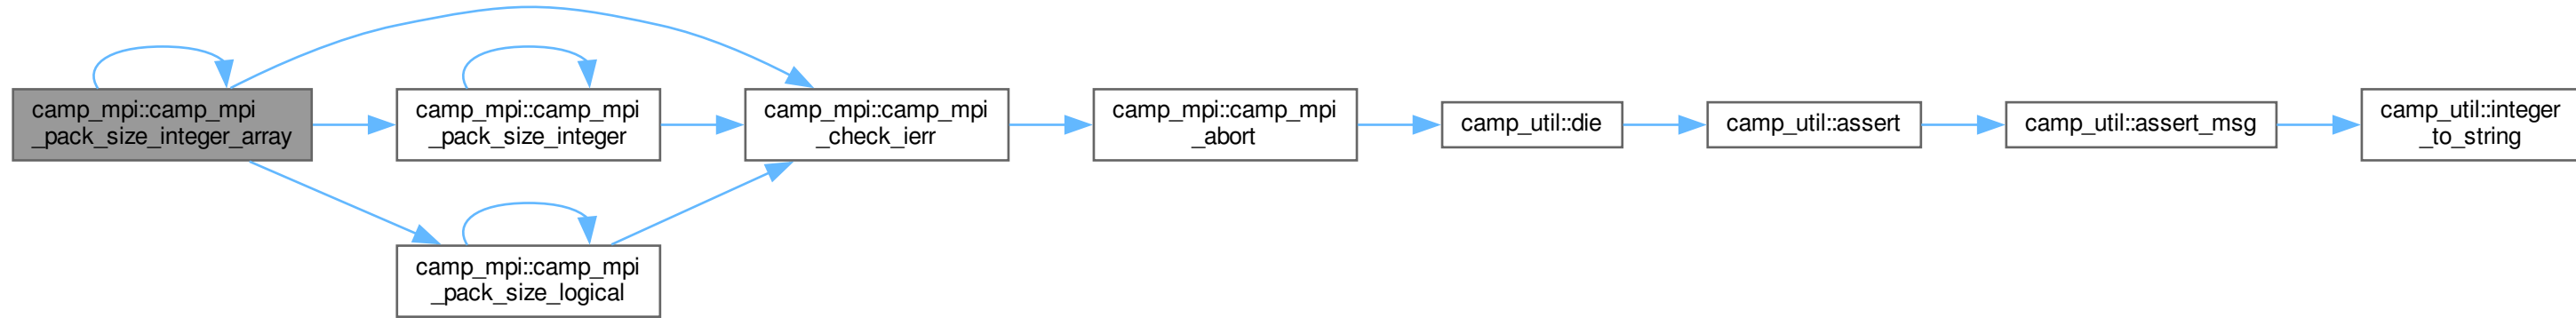 camp_mpi::camp_mpi
_pack_size_integer_array
camp_mpi::camp_mpi
_pack_size_integer
camp_mpi::camp_mpi
_pack_size_logical
camp_mpi::camp_mpi
_check_ierr
camp_mpi::camp_mpi
_abort
camp_util::die
camp_util::assert
camp_util::assert_msg
camp_util::integer
_to_string